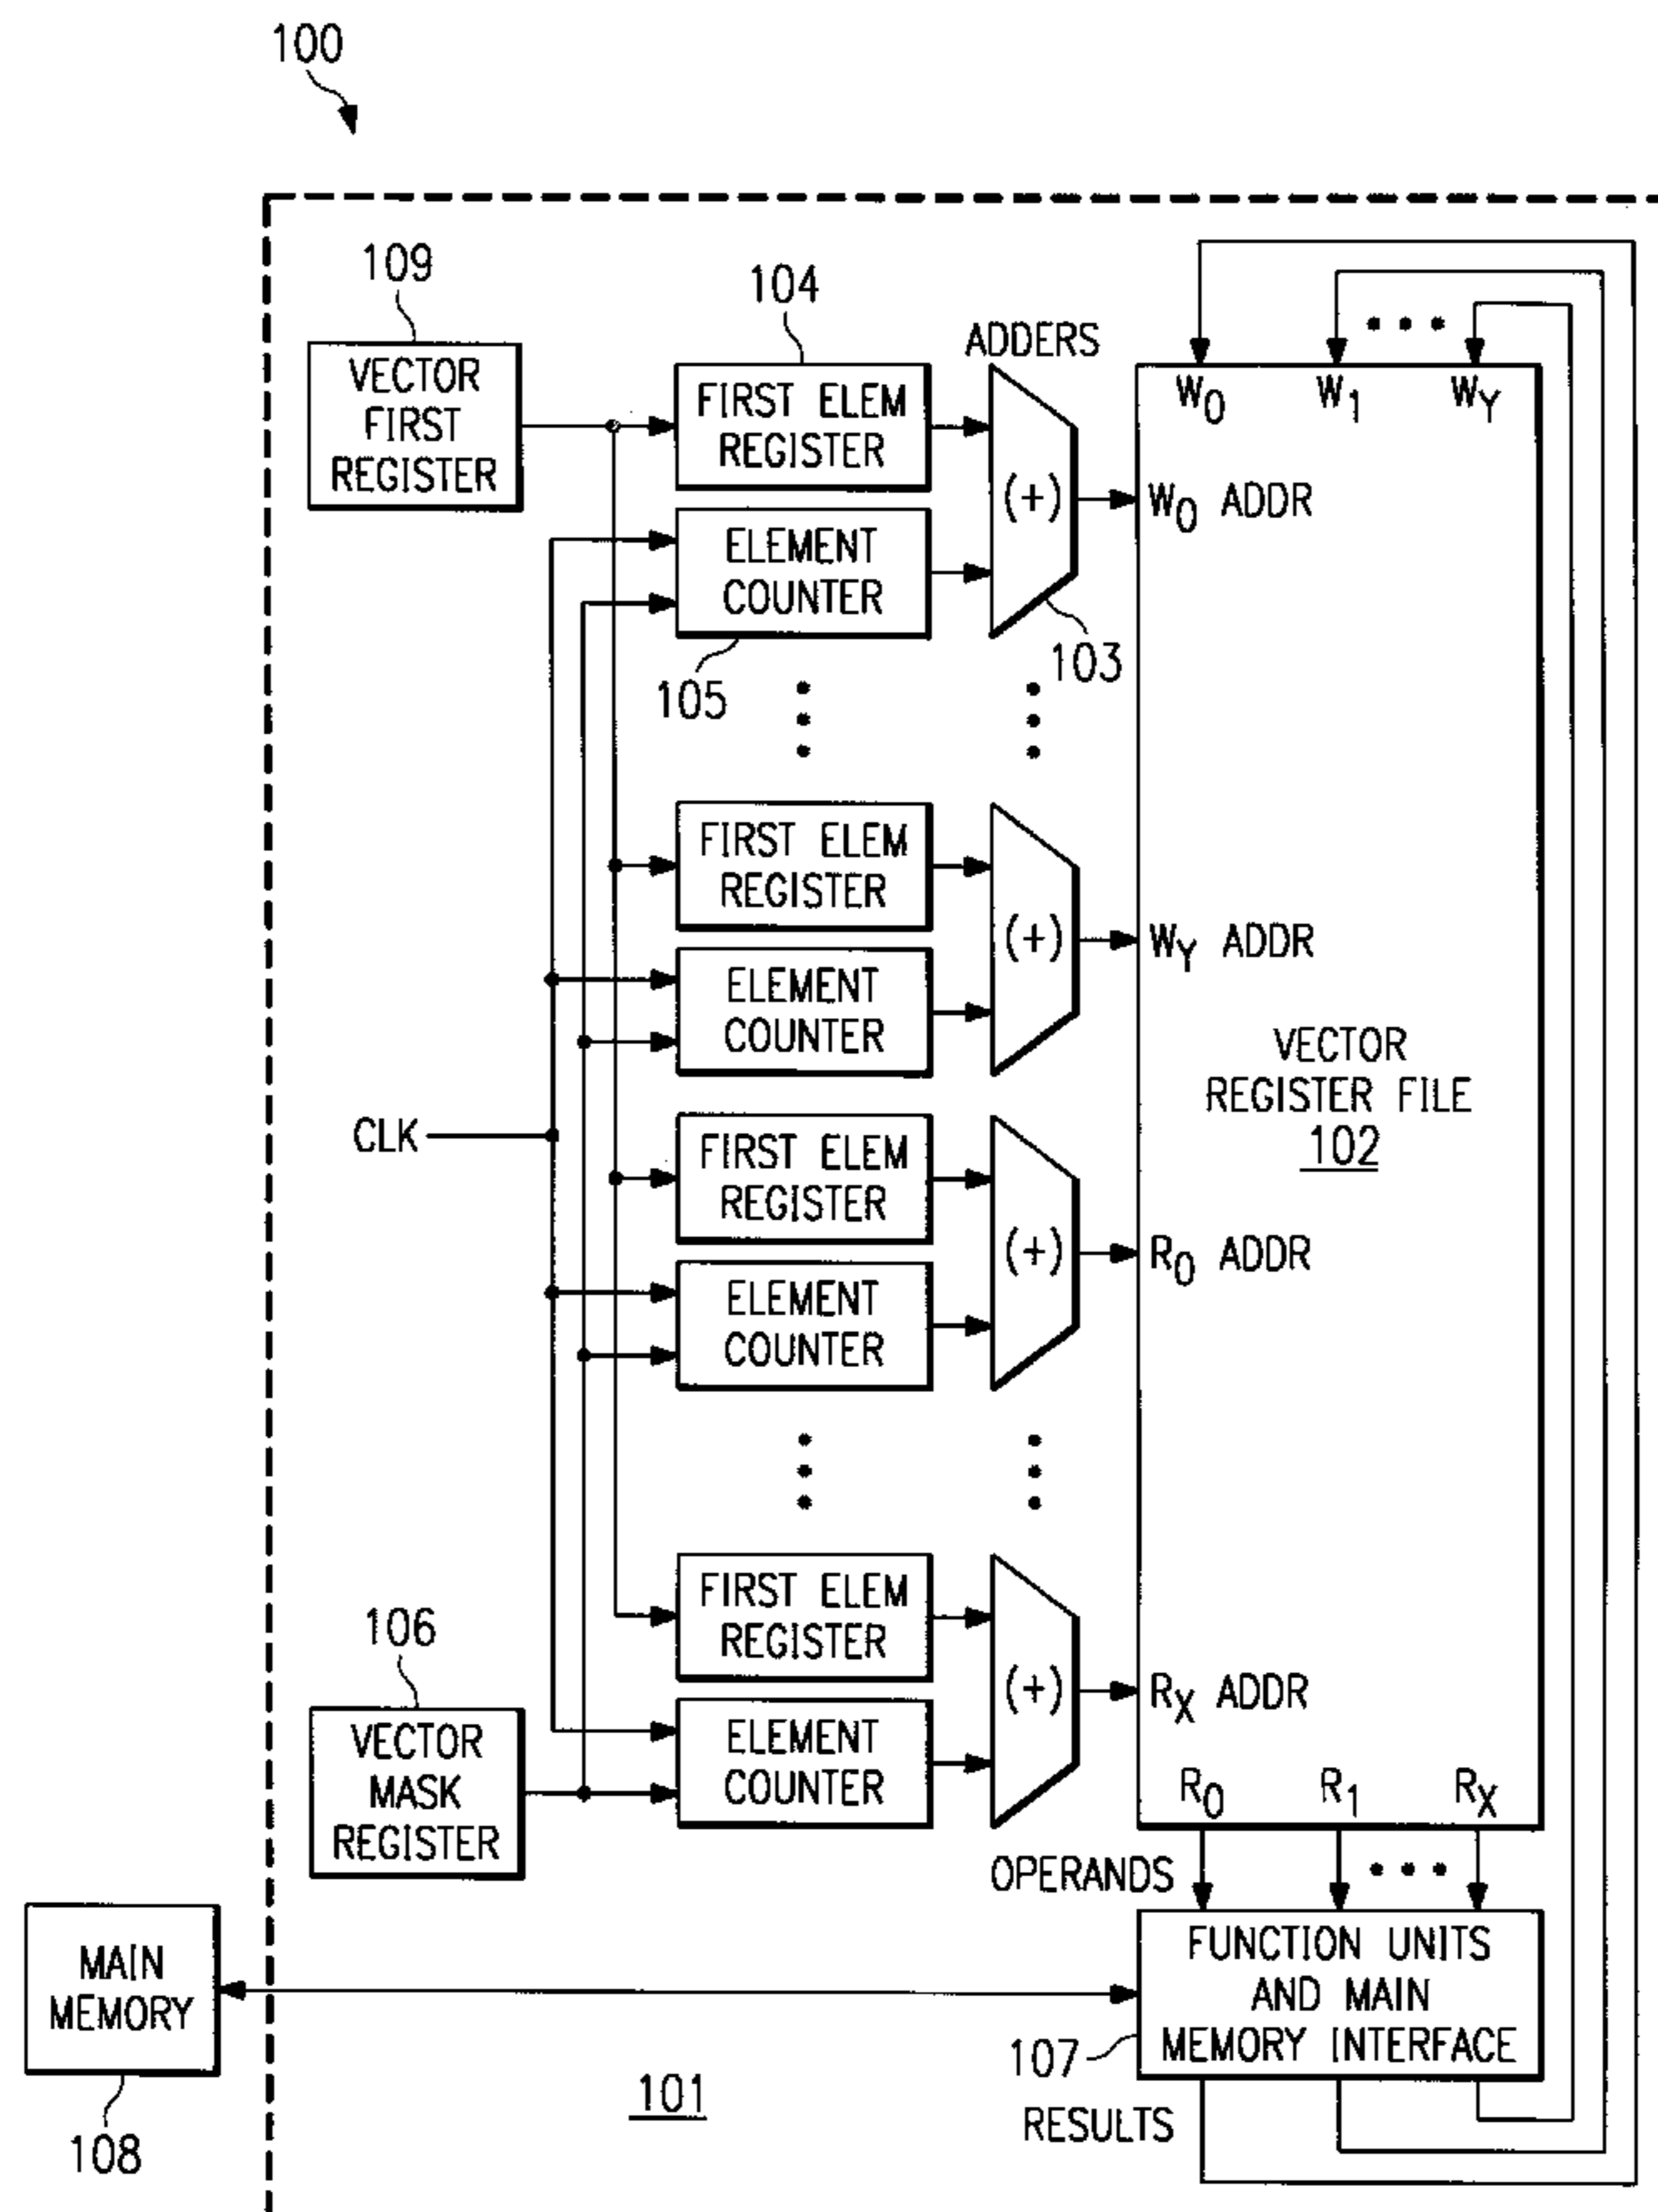 100
109
VECTOR
FIRST
REGISTER
104
FIRST ELEM
REGISTER
ELEMENT
COUNTER
105
ADDERS
(+)
103
W0
W1
WY
W0 ADDR
FIRST ELEM
REGISTER
ELEMENT
COUNTER
(+)
WY ADDR
VECTOR
REGISTER FILE
102
CLK
FIRST ELEM
REGISTER
ELEMENT
COUNTER
(+)
R0 ADDR
FIRST ELEM
REGISTER
ELEMENT
COUNTER
(+)
RX ADDR
106
VECTOR
MASK
REGISTER
R0
R1
RX
OPERANDS
FUNCTION UNITS
AND MAIN
MEMORY INTERFACE
107
RESULTS
MAIN
MEMORY
108
101